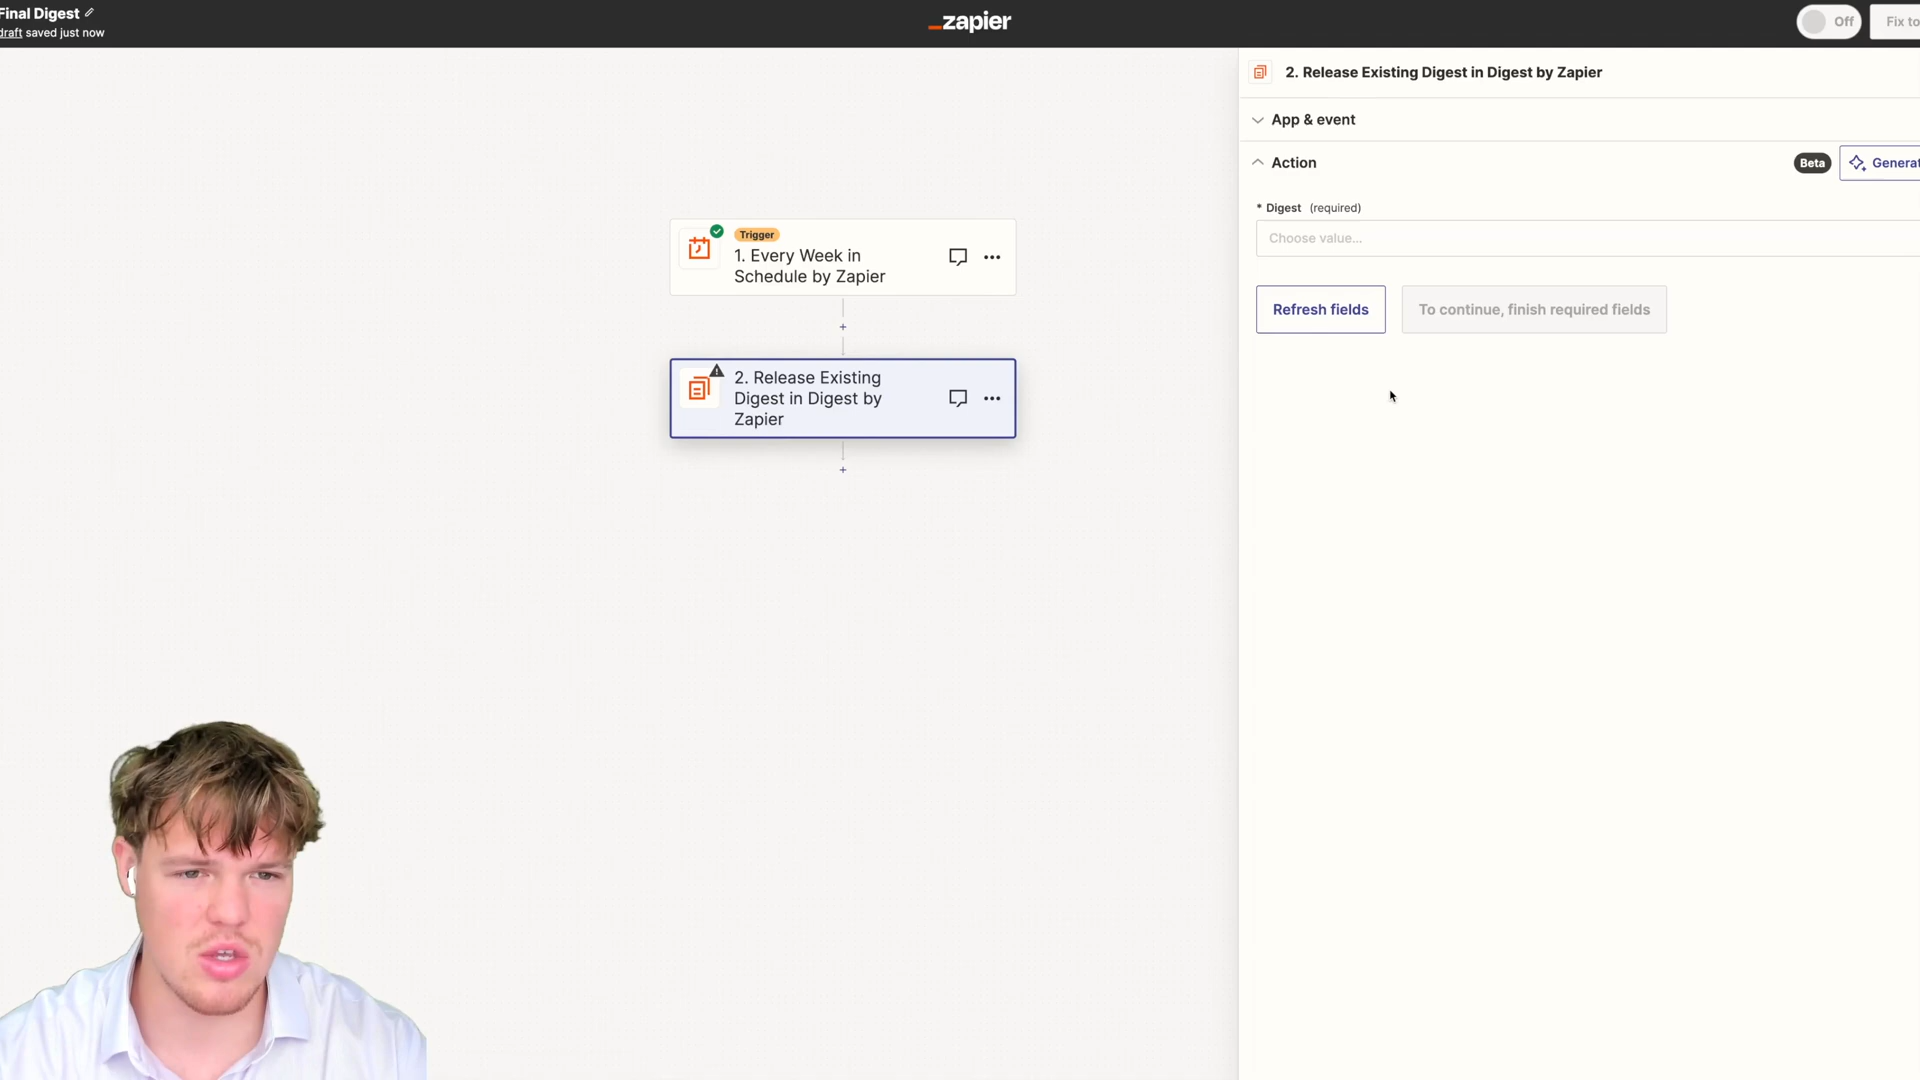 Final Digest
draft saved just now
zapier
Off
Fix to
2. Release Existing Digest in Digest by Zapier
App & event
Action
Beta
Generat
* Digest (required)
Choose value...
Refresh fields
To continue, finish required fields
Trigger
1. Every Week in
Schedule by Zapier
2. Release Existing
Digest in Digest by
Zapier